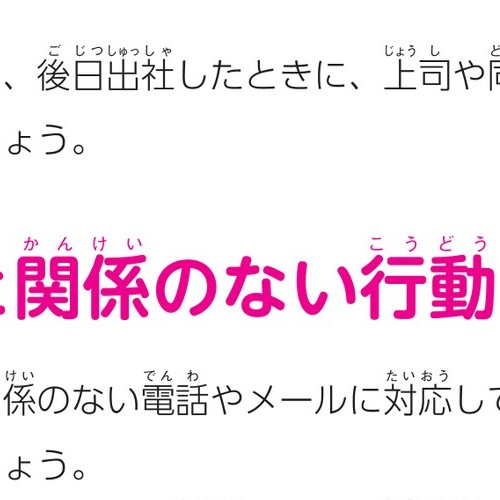 、後日出社したときに、上司や
ょう。
関係のない行動
係のない電話やメールに対応して
ょう。